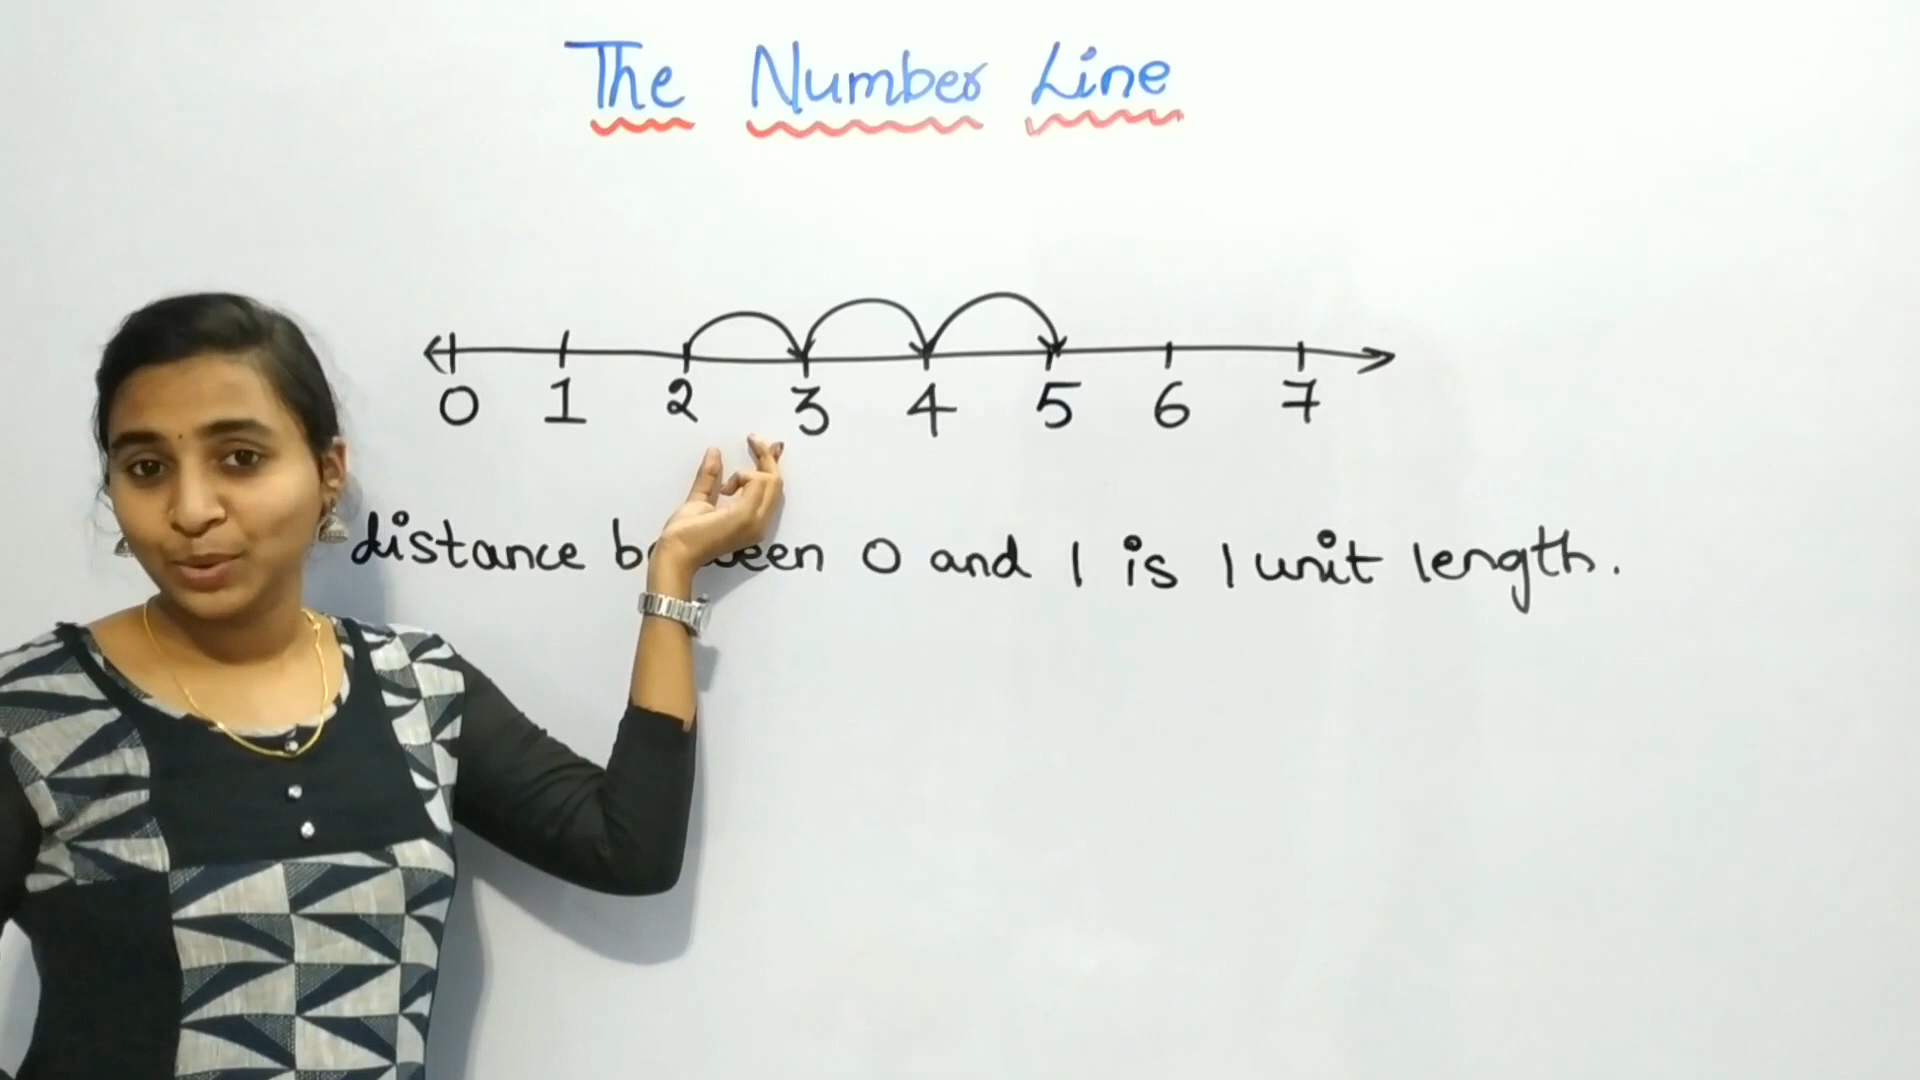 The Number Line
0 1 2 3 4 5 6 7
distance between 0 and 1 is 1 unit length.